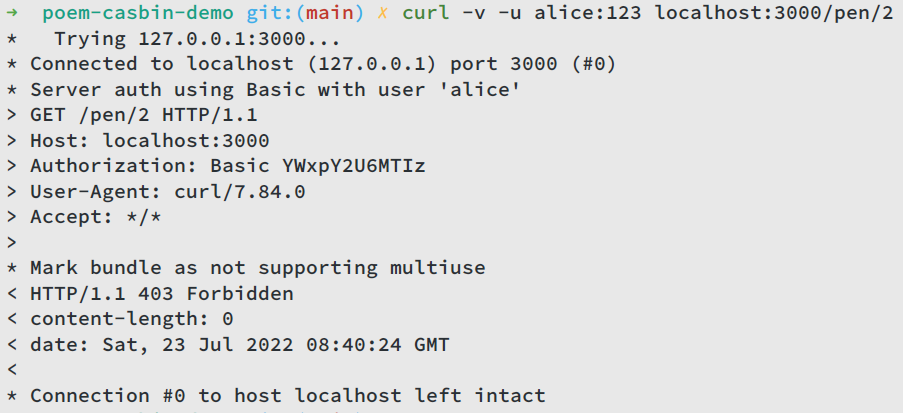 → poem-casbin-demo git:(main) ✗ curl -v -u alice:123 localhost:3000/pen/2
*   Trying 127.0.0.1:3000...
* Connected to localhost (127.0.0.1) port 3000 (#0)
* Server auth using Basic with user 'alice'
> GET /pen/2 HTTP/1.1
> Host: localhost:3000
> Authorization: Basic YWxpY2U6MTIz
> User-Agent: curl/7.84.0
> Accept: */*
>
* Mark bundle as not supporting multiuse
< HTTP/1.1 403 Forbidden
< content-length: 0
< date: Sat, 23 Jul 2022 08:40:24 GMT
<
* Connection #0 to host localhost left intact